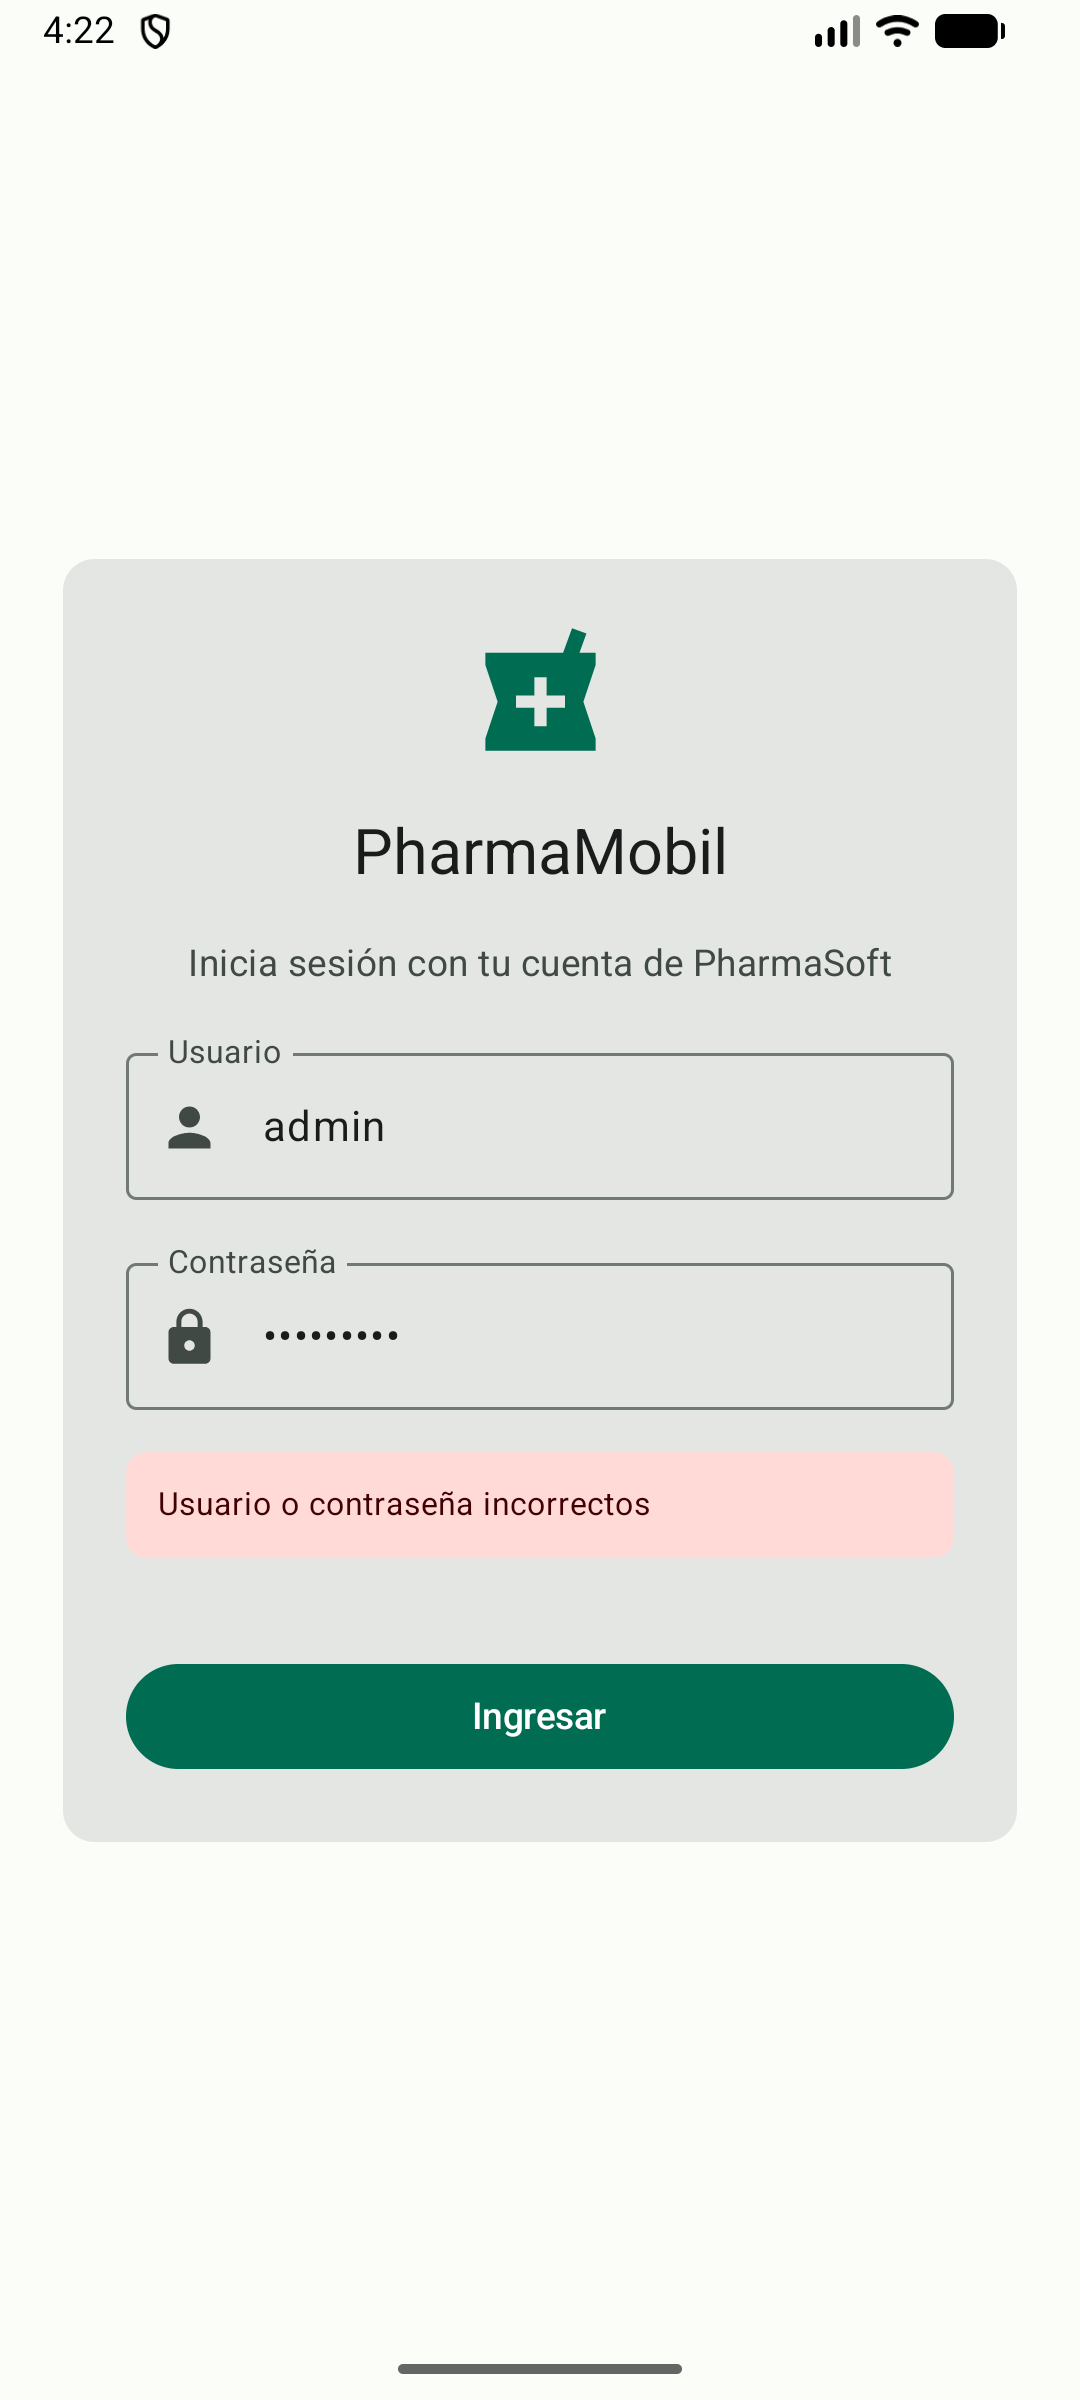 4:22
PharmaMobil
Inicia sesión con tu cuenta de PharmaSoft
Usuario
admin
Contraseña
•••••••••
Usuario o contraseña incorrectos
Ingresar